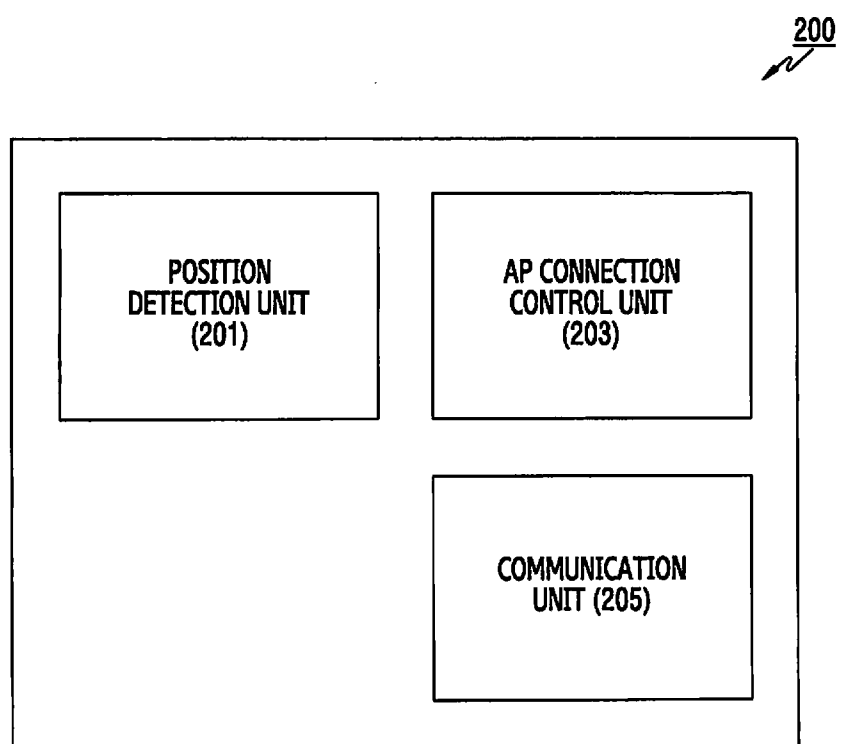 200
POSITION
DETECTION UNIT
(201)
AP CONNECTION
CONTROL UNIT
(203)
COMMUNICATION
UNIT (205)